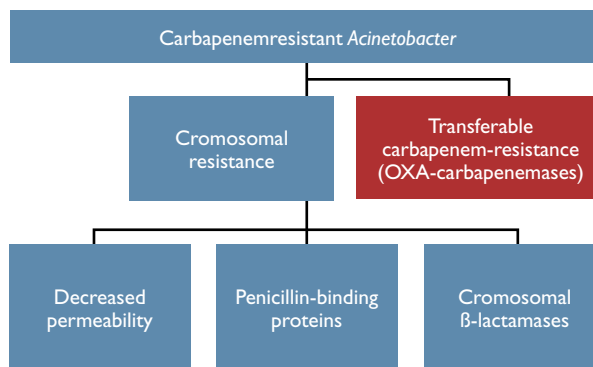 Carbapenemresistant Acinetobacter
Cromosomal
resistance
Transferable
carbapenem-resistance
(OXA-carbapenemases)
Decreased
permeability
Penicillin-binding
proteins
Cromosomal
ß-lactamases